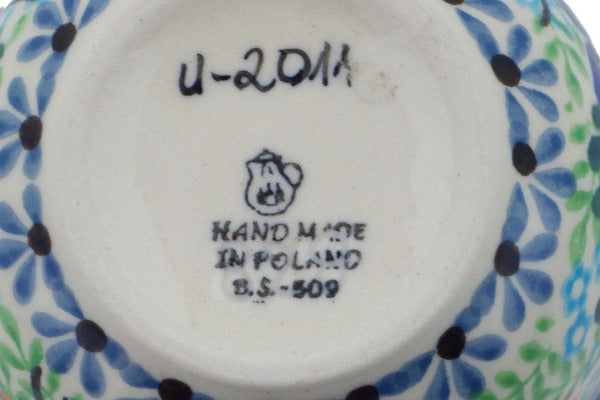 U-2011
HAND MADE
IN POLAND
B.S.-509